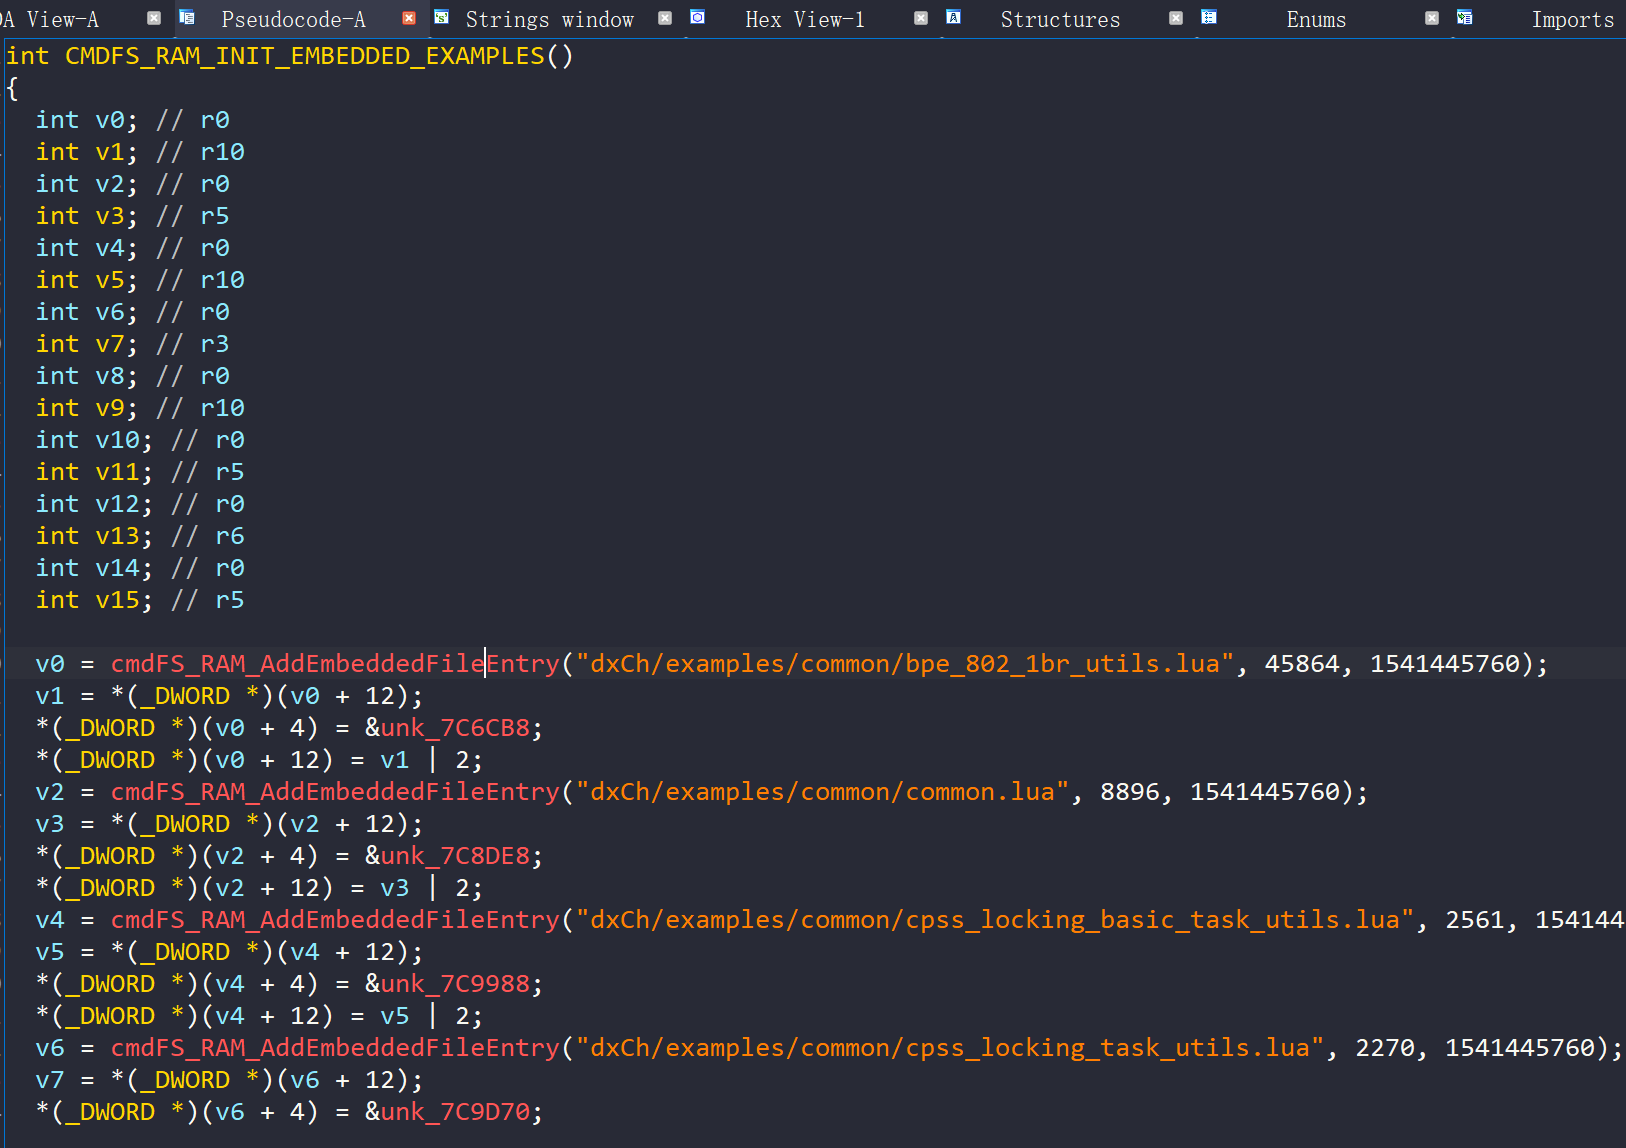 A View-A Pseudocode-A Strings window Hex View-1 Structures Enums Imports
int CMDFS_RAM_INIT_EMBEDDED_EXAMPLES()
{
int v0; // r0
int v1; // r10
int v2; // r0
int v3; // r5
int v4; // r0
int v5; // r10
int v6; // r0
int v7; // r3
int v8; // r0
int v9; // r10
int v10; // r0
int v11; // r5
int v12; // r0
int v13; // r6
int v14; // r0
int v15; // r5
v0 = cmdFS_RAM_AddEmbeddedFileEntry("dxCh/examples/common/bpe_802_1br_utils.lua", 45864, 1541445760);
v1 = *(_DWORD *)(v0 + 12);
*(_DWORD *)(v0 + 4) = &unk_7C6CB8;
*(_DWORD *)(v0 + 12) = v1 | 2;
v2 = cmdFS_RAM_AddEmbeddedFileEntry("dxCh/examples/common/common.lua", 8896, 1541445760);
v3 = *(_DWORD *)(v2 + 12);
*(_DWORD *)(v2 + 4) = &unk_7C8DE8;
*(_DWORD *)(v2 + 12) = v3 | 2;
v4 = cmdFS_RAM_AddEmbeddedFileEntry("dxCh/examples/common/cpss_locking_basic_task_utils.lua", 2561, 154144
v5 = *(_DWORD *)(v4 + 12);
*(_DWORD *)(v4 + 4) = &unk_7C9988;
*(_DWORD *)(v4 + 12) = v5 | 2;
v6 = cmdFS_RAM_AddEmbeddedFileEntry("dxCh/examples/common/cpss_locking_task_utils.lua", 2270, 1541445760);
v7 = *(_DWORD *)(v6 + 12);
*(_DWORD *)(v6 + 4) = &unk_7C9D70;